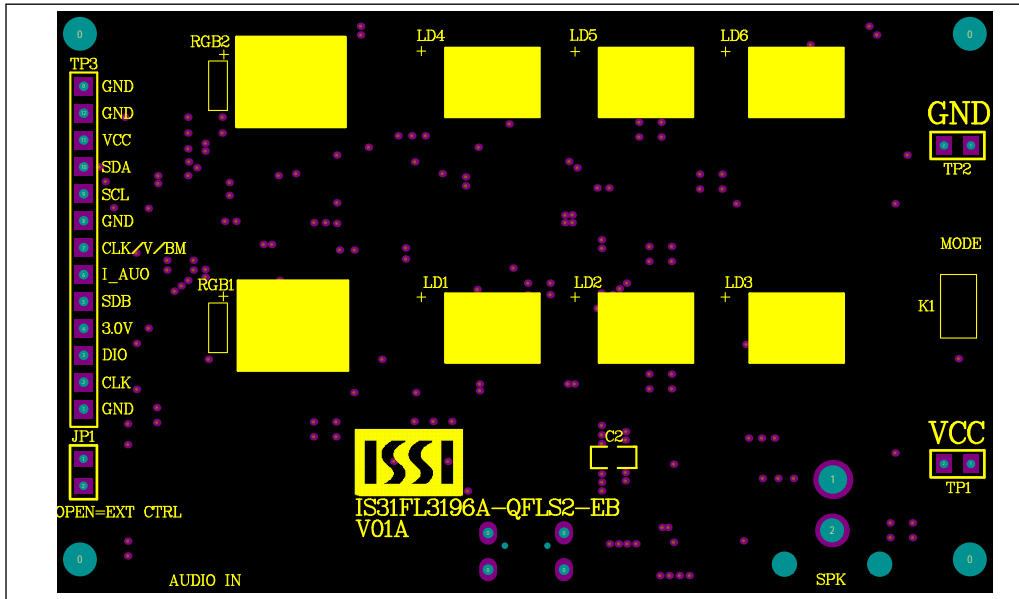 RGB2
LD4
LD5
LD6
TP3
GND
GND
VCC
SDA
SCL
GND
CLK/V/BM
I_AUO
SDB
3.0V
DIO
CLK
GND
GND
TP2
MODE
RGB1
LD1
LD2
LD3
K1
JP1
OPEN=EXT CTRL
ISSI
IS31FL3196A-QFLS2-EB
V01A
C2
VCC
TP1
1
2
AUDIO IN
SPK
0
0
0
0